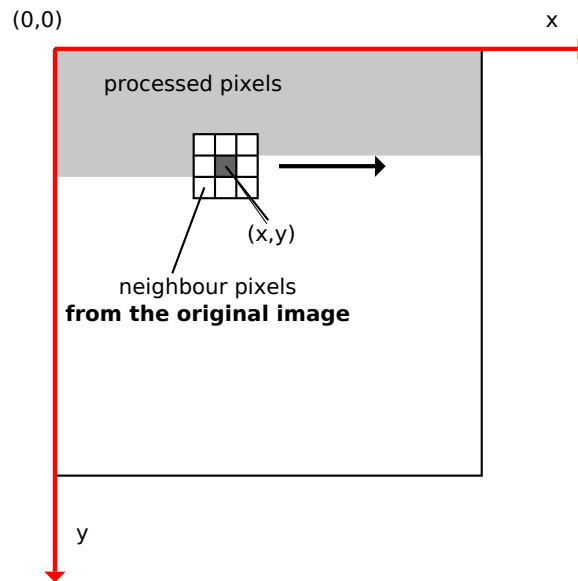 (0,0)
x
processed pixels
(x,y)
neighbour pixels
from the original image
y